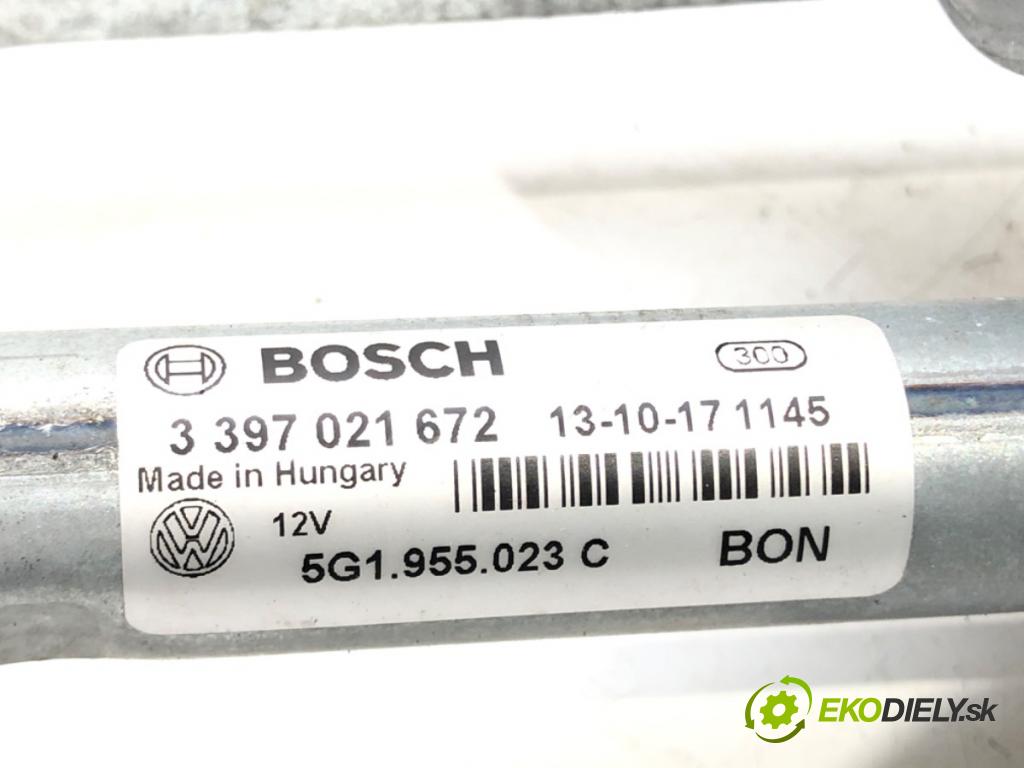 BOSCH 300
3 397 021 672 13-10-17 1145
Made in Hungary
12V
5G1.955.023 C BON
EKODIELY.sk